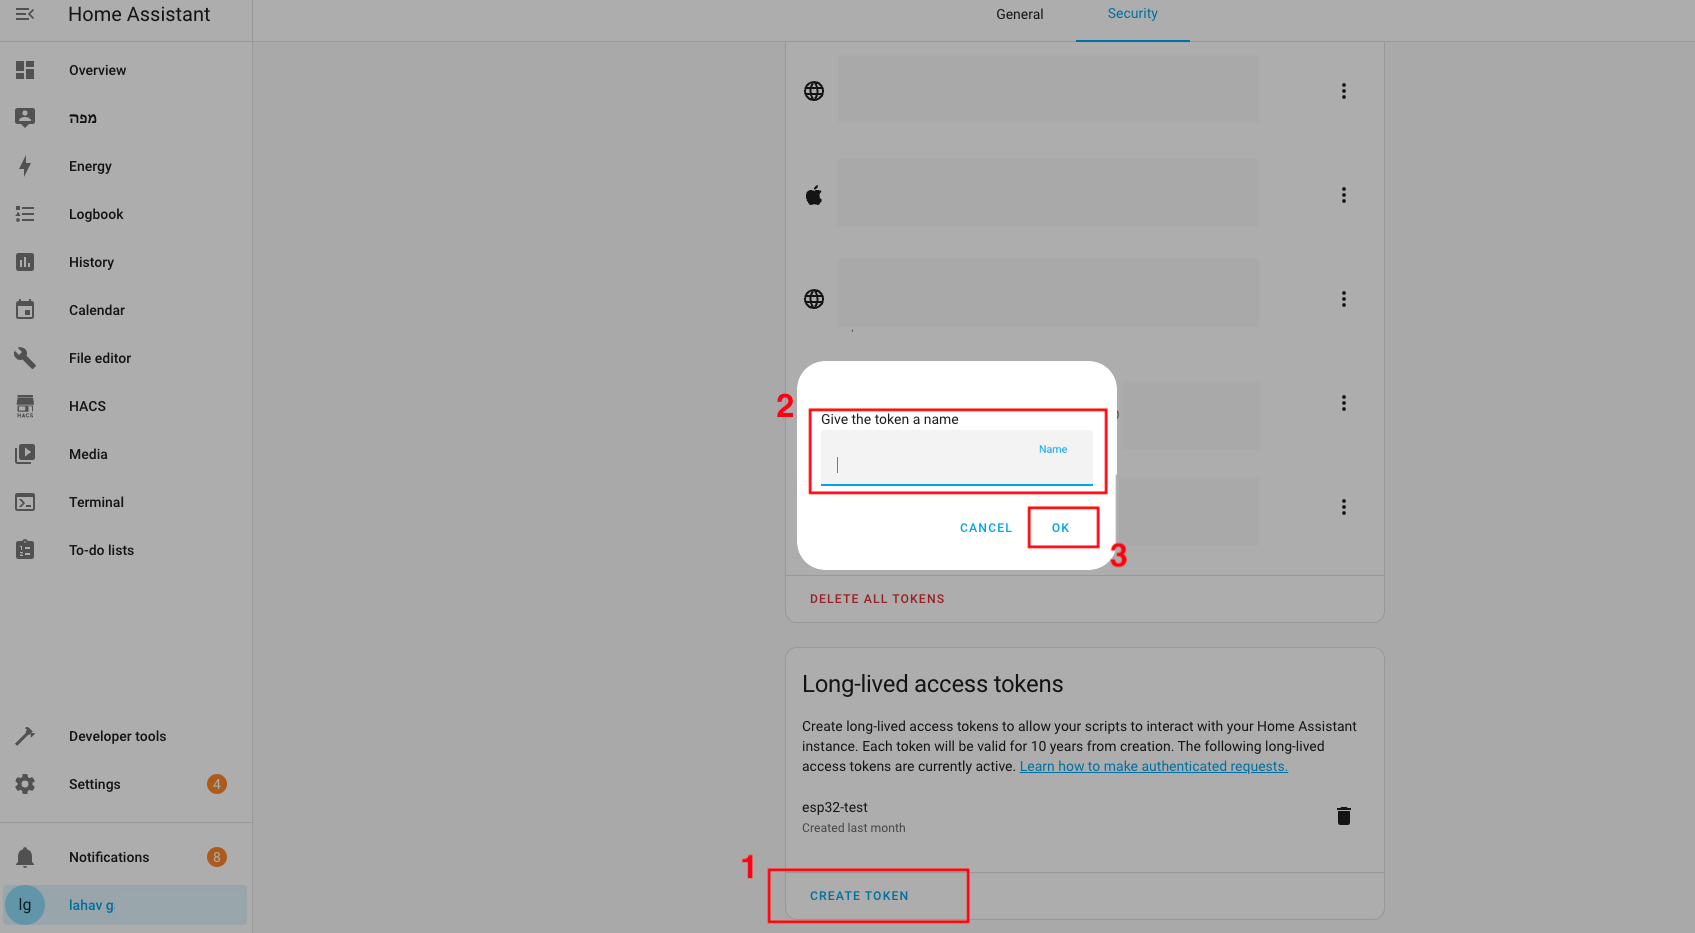 Home Assistant
General
Security
Overview
מפה
Energy
Logbook
History
Calendar
File editor
HACS
HACS
Media
Terminal
To-do lists
2
Give the token a name
Name
CANCEL
OK
3
DELETE ALL TOKENS
Long-lived access tokens
Create long-lived access tokens to allow your scripts to interact with your Home Assistant
instance. Each token will be valid for 10 years from creation. The following long-lived
access tokens are currently active. Learn how to make authenticated requests.
esp32-test
Created last month
1
CREATE TOKEN
Developer tools
Settings
4
Notifications
8
lg
lahav g